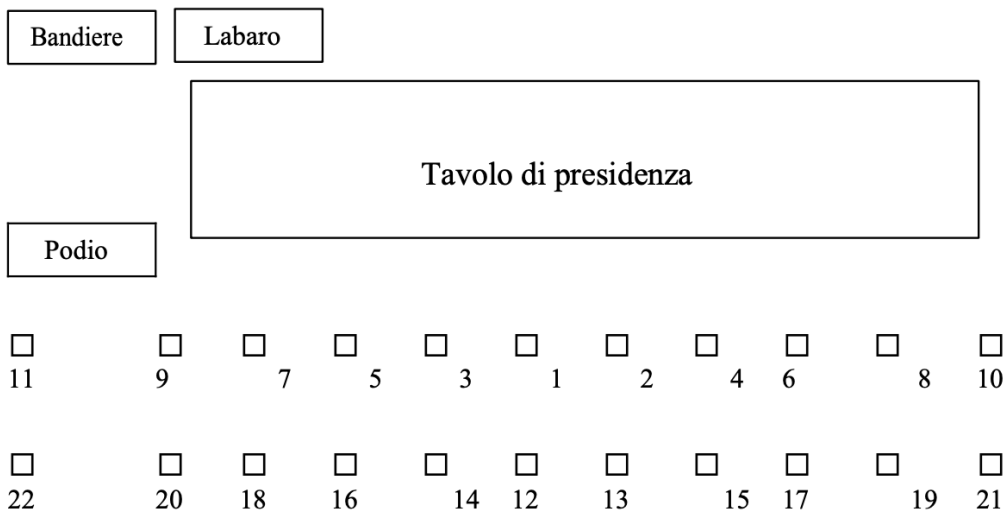 Bandiere Labaro
Tavolo di presidenza
Podio
11 9 7 5 3 1 2 4 6 8 10
22 20 18 16 14 12 13 15 17 19 21